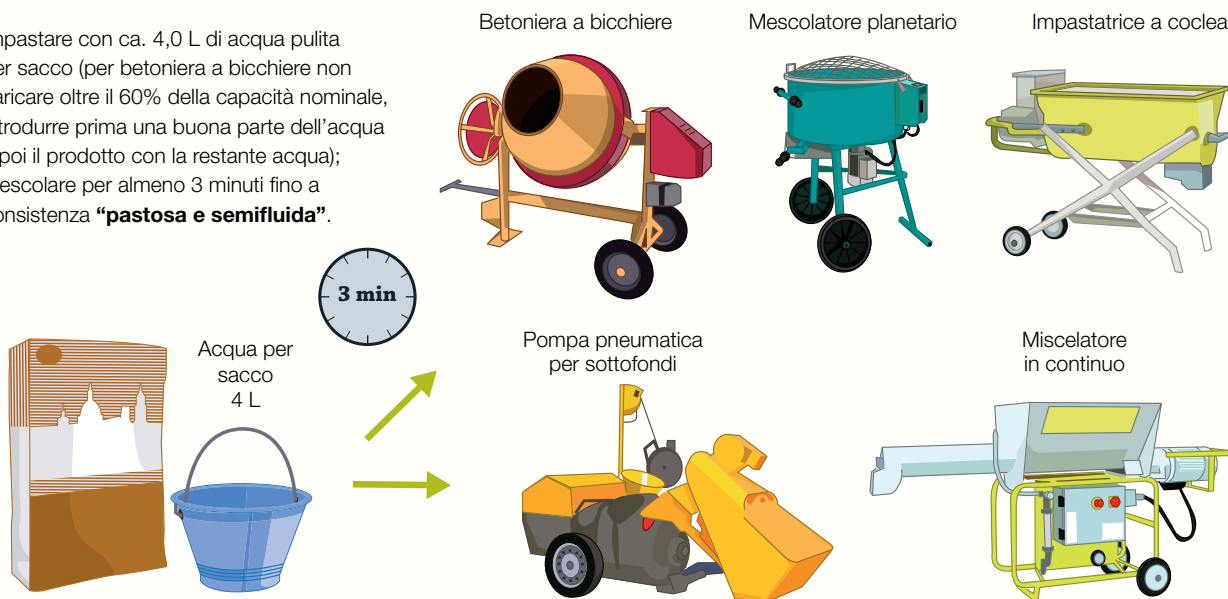 mpastare con ca. 4,0 L di acqua pulita
er sacco (per betoniera a bicchiere non
aricare oltre il 60% della capacità nominale,
trodurre prima una buona parte dell’acqua
poi il prodotto con la restante acqua);
escolare per almeno 3 minuti fino a
onsistenza “pastosa e semifluida”.
Betoniera a bicchiere
Mescolatore planetario
Impastatrice a coclea
3 min
Acqua per
sacco
4 L
Pompa pneumatica
per sottofondi
Miscelatore
in continuo